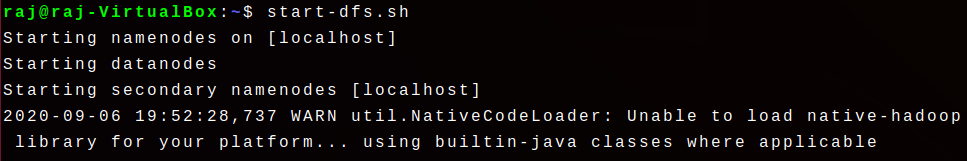 raj@raj-VirtualBox:~$ start-dfs.sh
Starting namenodes on [localhost]
Starting datanodes
Starting secondary namenodes [localhost]
2020-09-06 19:52:28,737 WARN util.NativeCodeLoader: Unable to load native-hadoop
 library for your platform... using builtin-java classes where applicable